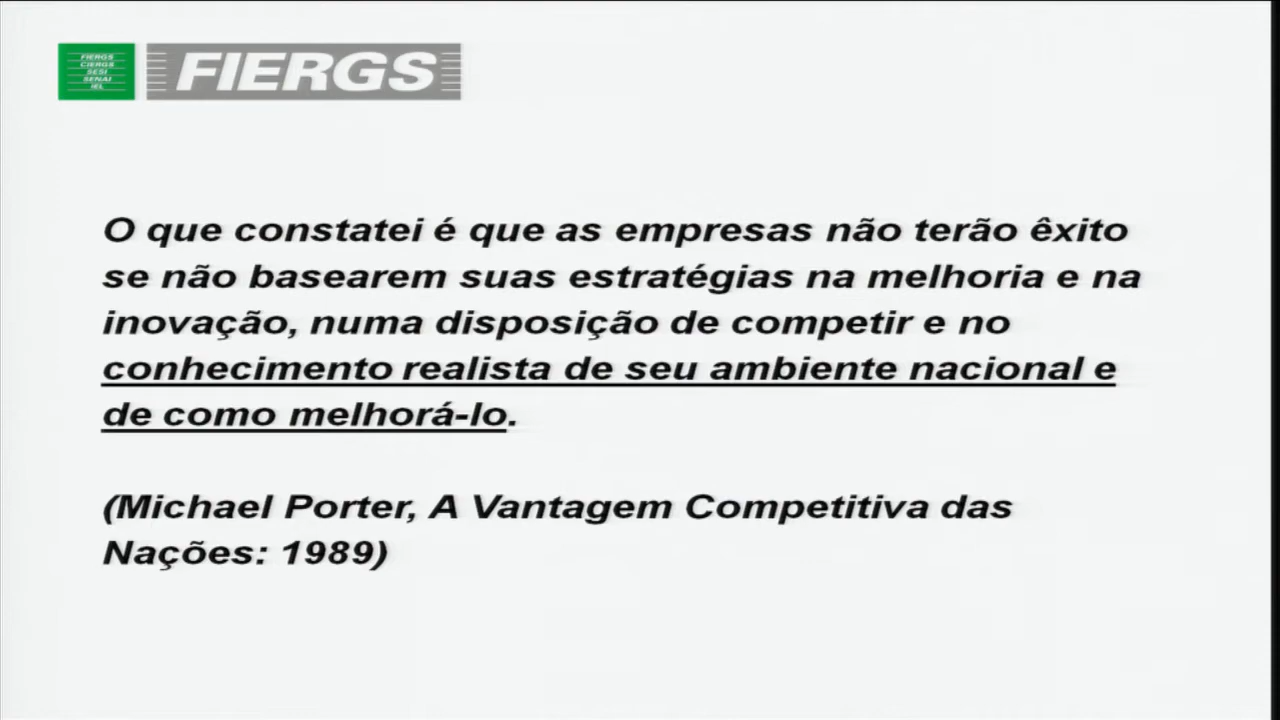 FIERGS
CIERGS
SESI
SENAI
IEL
FIERGS
O que constatei é que as empresas não terão êxito
se não basearem suas estratégias na melhoria e na
inovação, numa disposição de competir e no
conhecimento realista de seu ambiente nacional e
de como melhorá-lo.
(Michael Porter, A Vantagem Competitiva das
Nações: 1989)